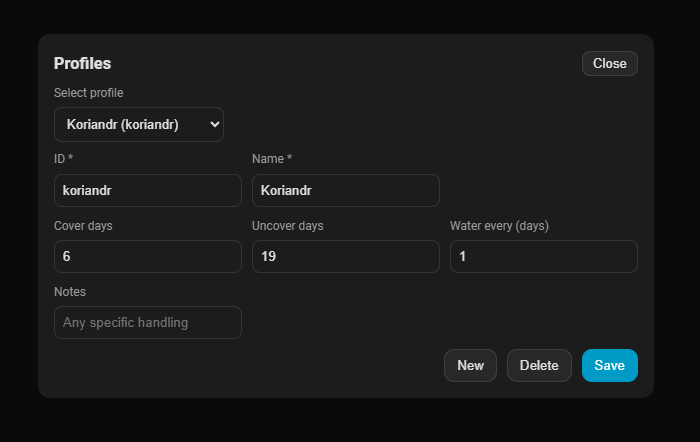 Profiles
Close
Select profile
Koriandr (koriandr)
ID *
Name *
koriandr
Koriandr
Cover days
Uncover days
Water every (days)
6
19
1
Notes
Any specific handling
New
Delete
Save